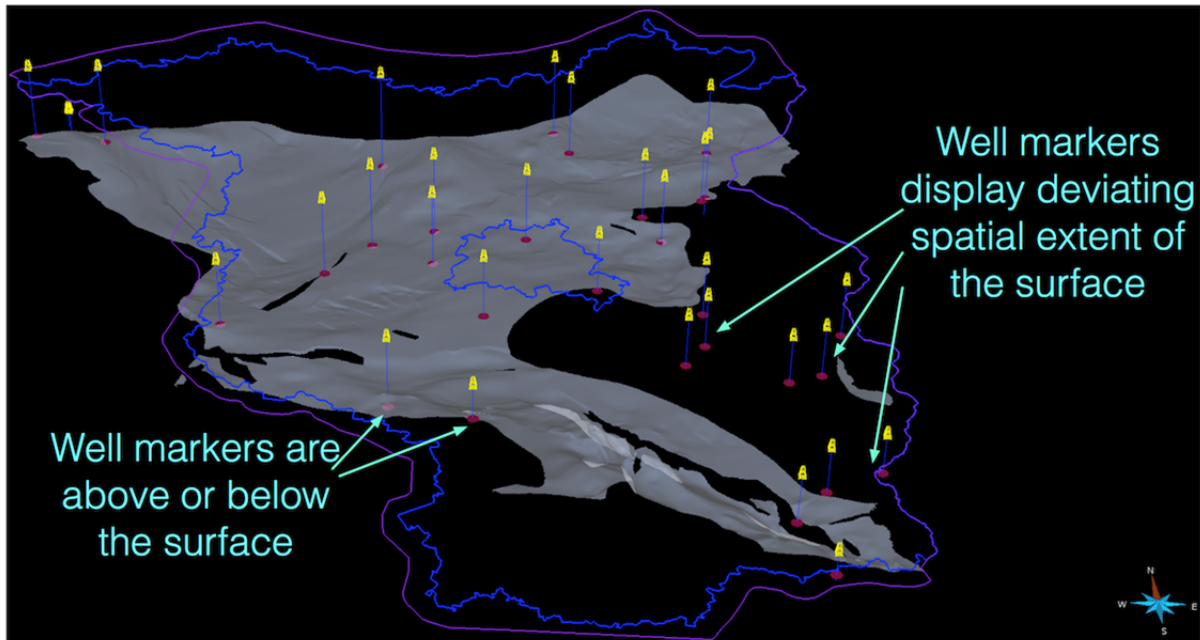 Well markers
display deviating
spatial extent of
the surface
Well markers are
above or below
the surface
N
W
E
S